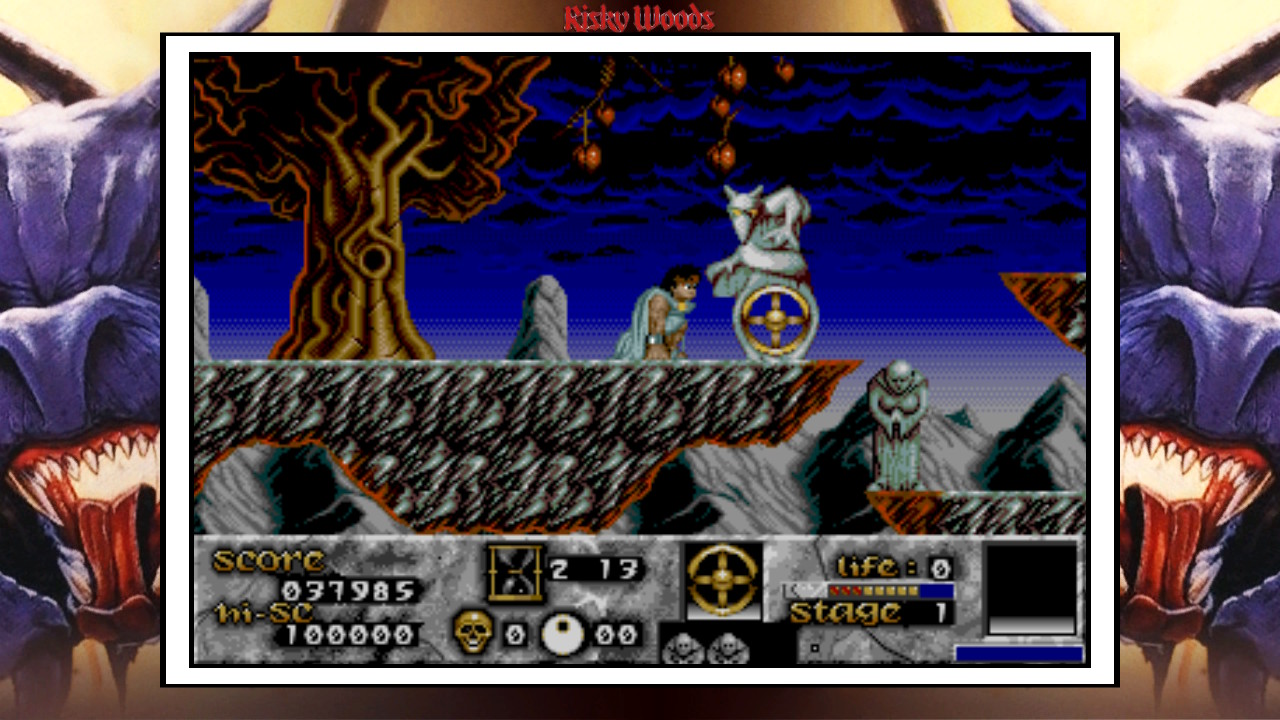 Risky Woods
score
037985
hi-sc
100000
2 13
0 00
life: 0
stage 1